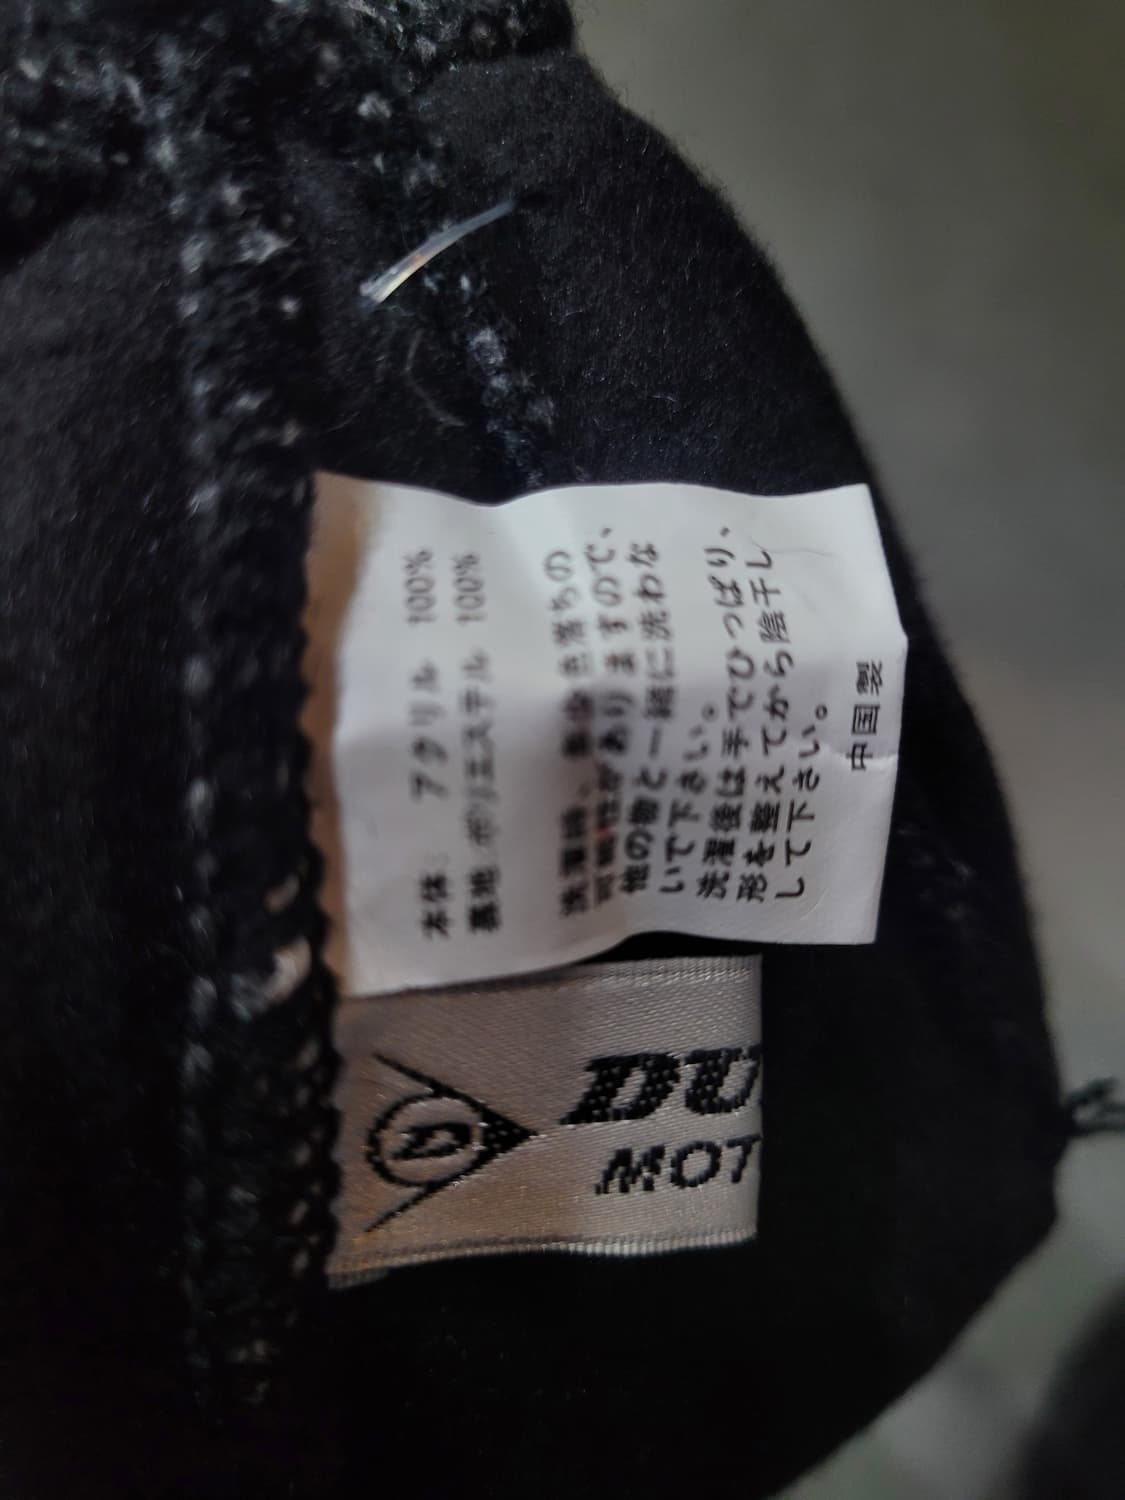 本体: アクリル 100%
裏地:ポリエステル 100%
洗濯時、多少色落ちの
可能性がありますので、
他の物と一緒に洗わな
いで下さい。
洗濯後は手でひっぱり、
形を整えてから陰干し
して下さい。
中国製
D
DU
MOT